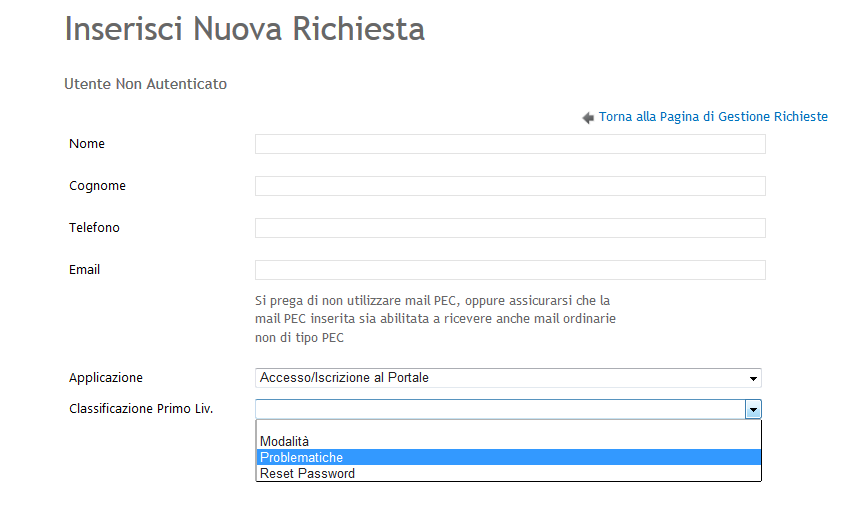 Inserisci Nuova Richiesta
Utente Non Autenticato
Torna alla Pagina di Gestione Richieste
Nome
Cognome
Telefono
Email
Si prega di non utilizzare mail PEC, oppure assicurarsi che la
mail PEC inserita sia abilitata a ricevere anche mail ordinarie
non di tipo PEC
Applicazione
Accesso/Iscrizione al Portale
Classificazione Primo Liv.
Modalità
Problematiche
Reset Password